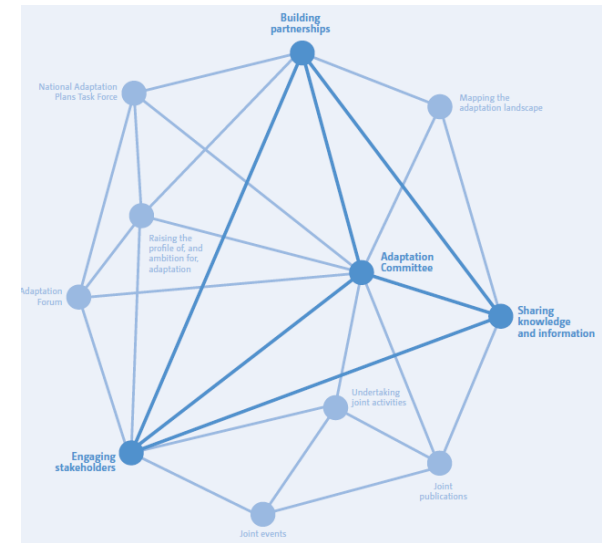 Building
partnerships
National Adaptation
Plans Task Force
Mapping the
adaptation landscape
Raising the
profile of, and
ambition for,
adaptation
Adaptation
Committee
Adaptation
Forum
Sharing
knowledge
and information
Undertaking
joint activities
Engaging
stakeholders
Joint
publications
Joint events